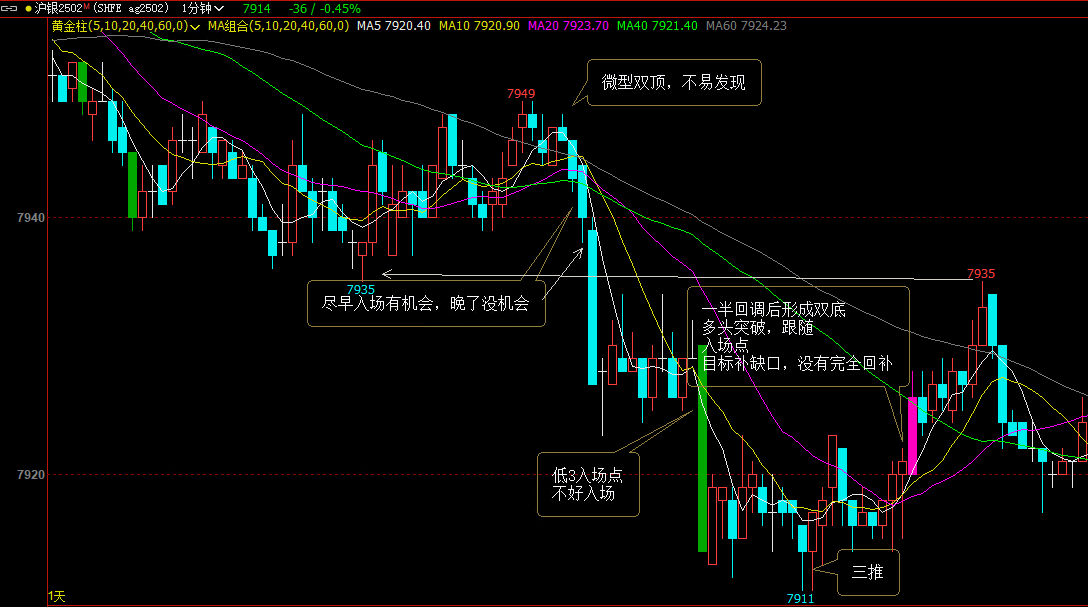 沪银2502M(SHFE ag2502) 1分钟 7914 -36 / -0.45%
黄金柱(5,10,20,40,60,0) MA组合(5,10,20,40,60,0) MA5 7920.40 MA10 7920.90 MA20 7923.70 MA40 7921.40 MA60 7924.23
微型双顶，不易发现
7949
7940
7935
7935
尽早入场有机会，晚了没机会
一半回调后形成双底
多头突破，跟随
入场点
目标补缺口，没有完全回补
7920
低3入场点
不好入场
三推
7911
1天